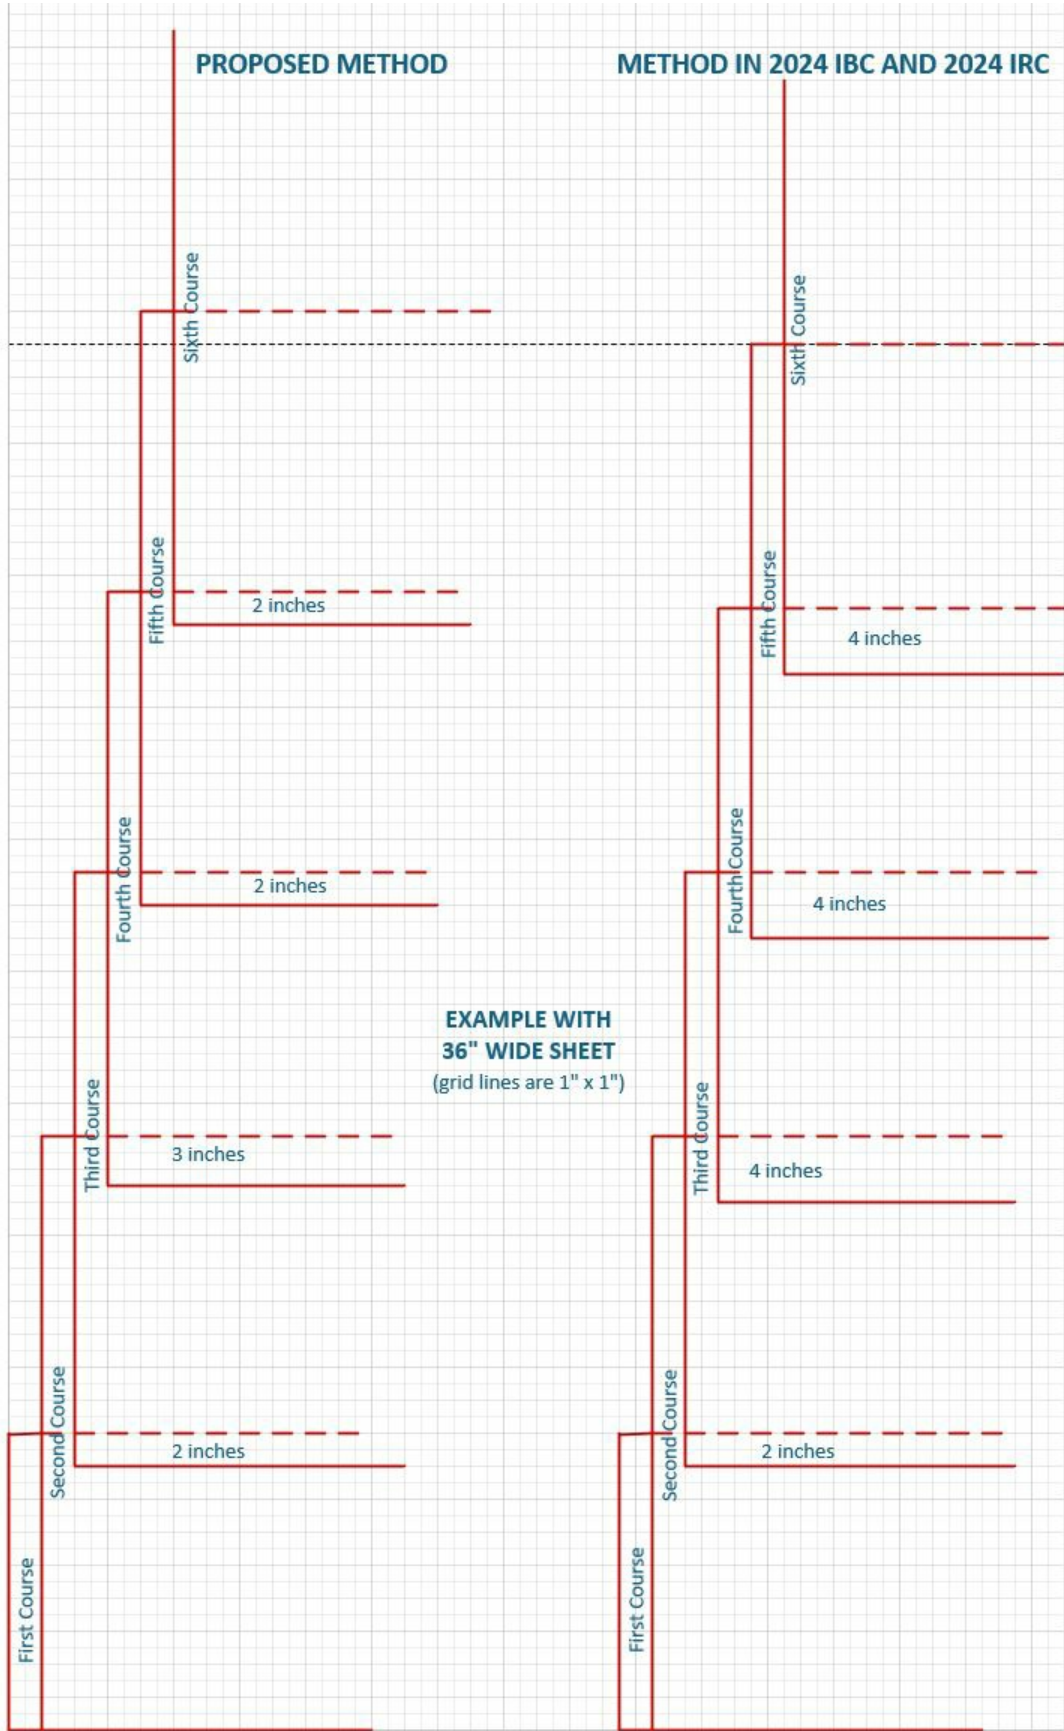 PROPOSED METHOD
METHOD IN 2024 IBC AND 2024 IRC
Sixth Course
Sixth Course
Fifth Course
2 inches
Fifth Course
4 inches
Fourth Course
2 inches
Fourth Course
4 inches
EXAMPLE WITH
36" WIDE SHEET
(grid lines are 1" x 1")
Third Course
3 inches
Third Course
4 inches
Second Course
2 inches
Second Course
2 inches
First Course
First Course